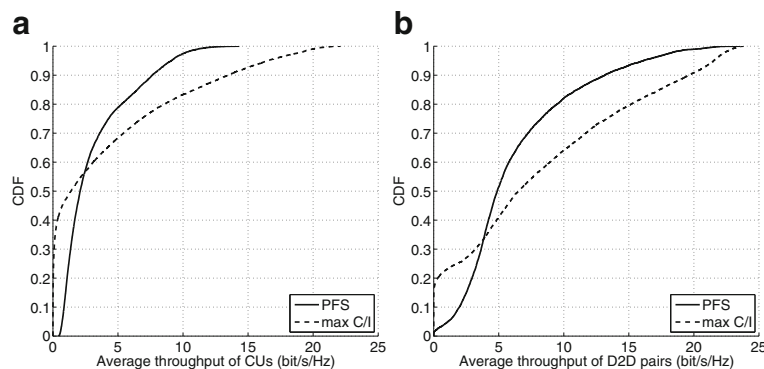 a
1
0.9
0.8
0.7
0.6
0.5
0.4
0.3
0.2
0.1
0
CDF
0 5 10 15 20 25
Average throughput of CUs (bit/s/Hz)
PFS
max C/I
b
1
0.9
0.8
0.7
0.6
0.5
0.4
0.3
0.2
0.1
0
CDF
0 5 10 15 20 25
Average throughput of D2D pairs (bit/s/Hz)
PFS
max C/I